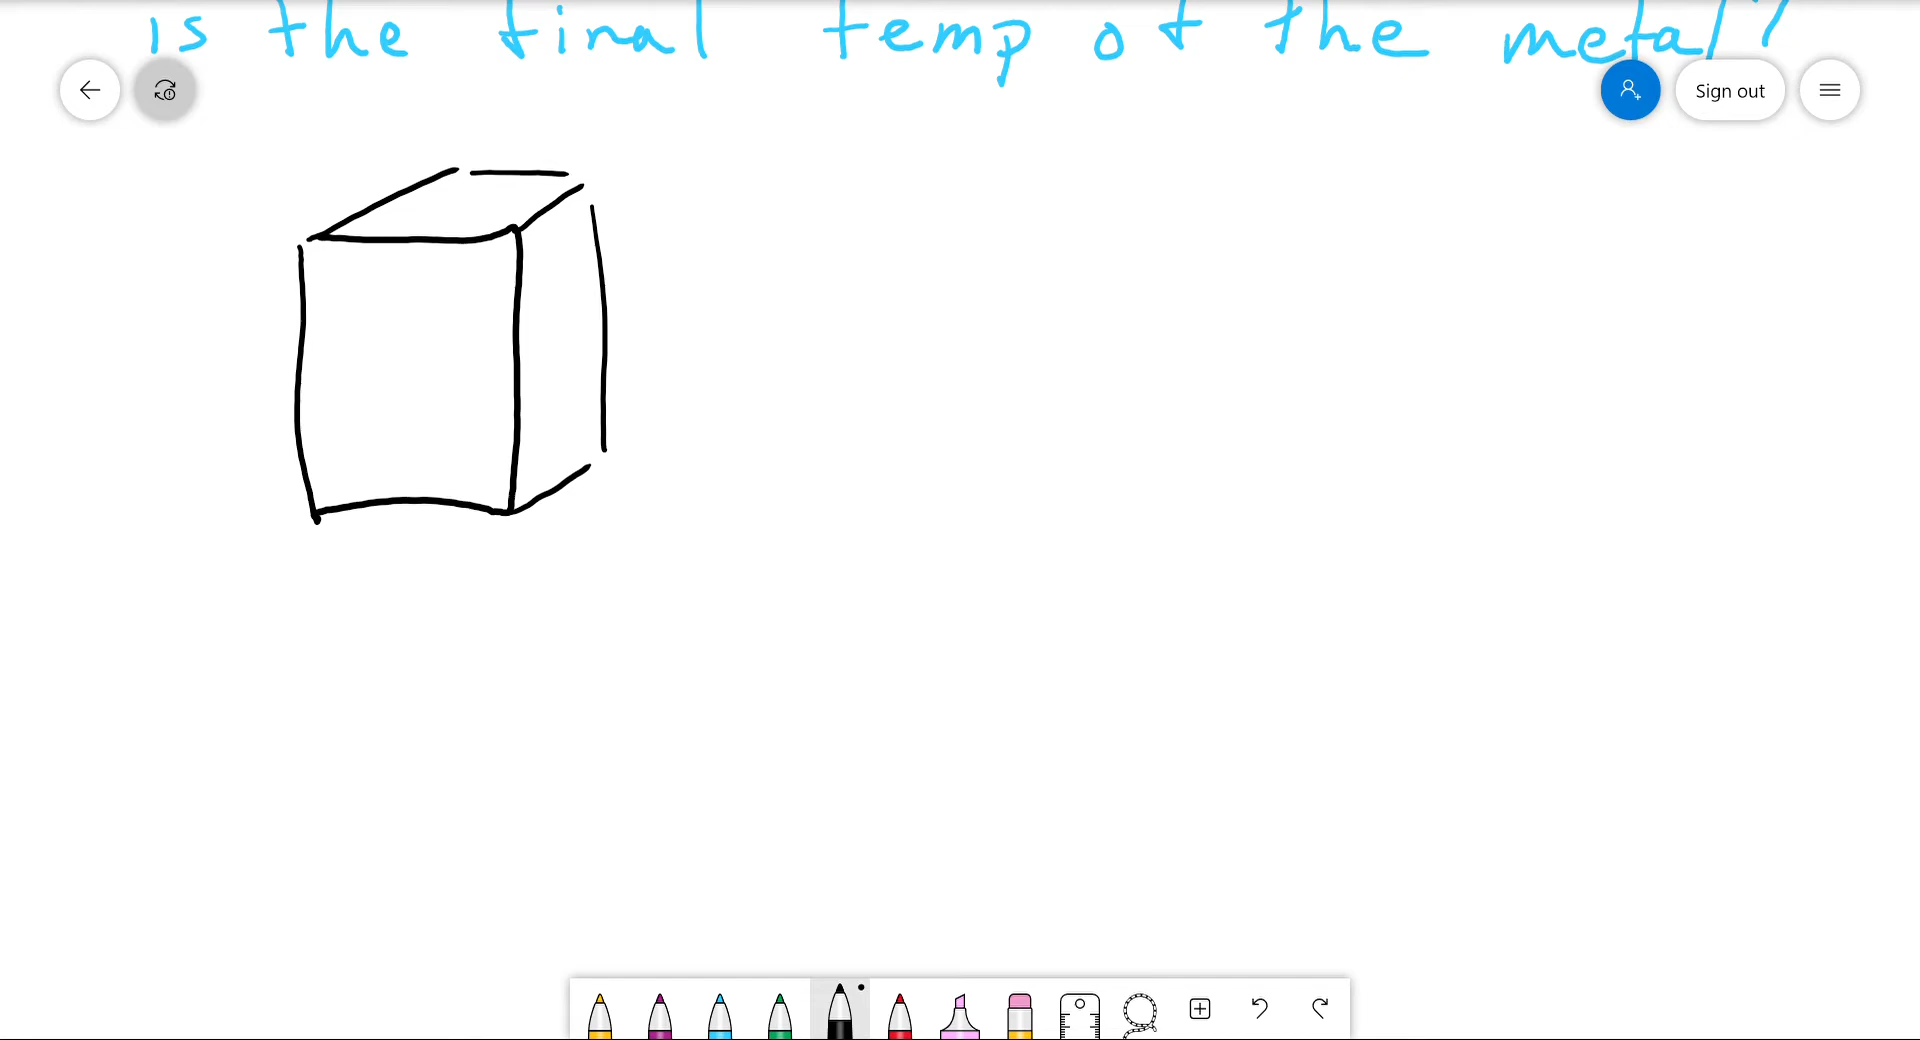 is the final temp of the metal?
Sign out